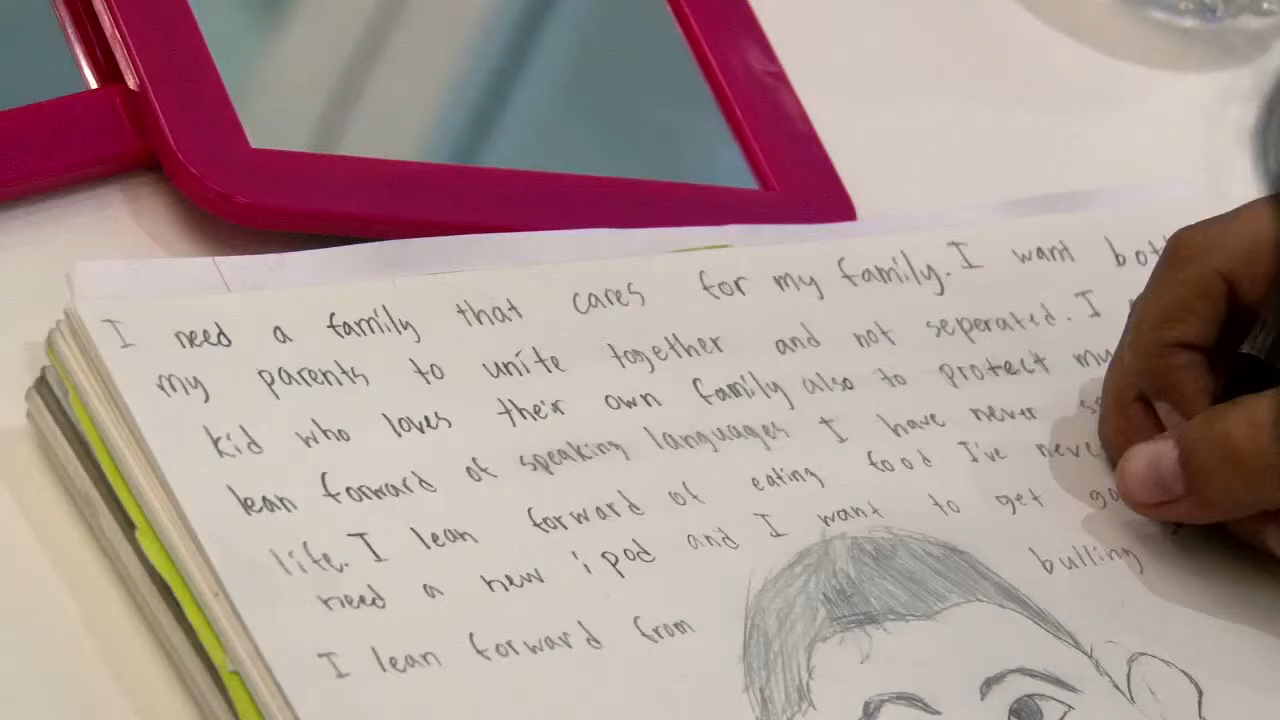 I need a family that cares for my family. I want both
my parents to unite together and not seperated. I
kid who loves their own family also to protect my
lean forward of speaking languages I have never
life. I lean forward of eating food I've never
need a new ipod and I want to get
I lean forward from bulling